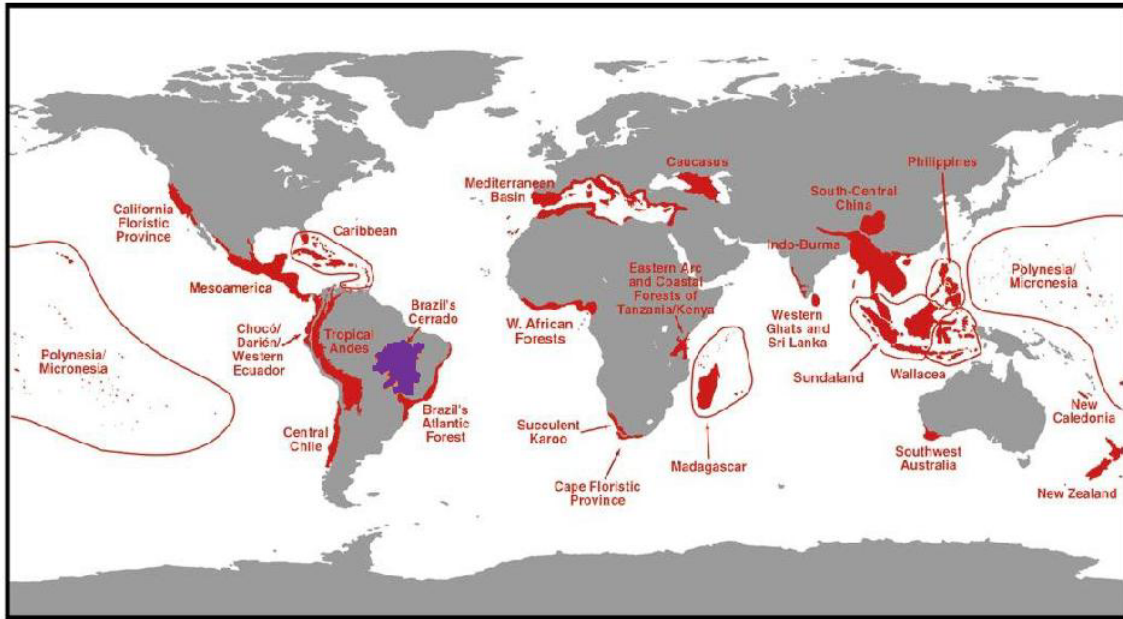 California
Floristic
Province
Mesoamerica
Caribbean
Polynesia/
Micronesia
Chocó/
Darién/
Western
Ecuador
Tropical
Andes
Brazil's
Cerrado
Brazil's
Atlantic
Forest
Central
Chile
Mediterranean
Basin
Caucasus
W. African
Forests
Eastern Arc
and Coastal
Forests of
Tanzania/Kenya
Succulent
Karoo
Cape Floristic
Province
Madagascar
Philippines
South-Central
China
Indo-Burma
Western
Ghats and
Sri Lanka
Sundaland
Wallacea
Polynesia/
Micronesia
New
Caledonia
Southwest
Australia
New Zealand